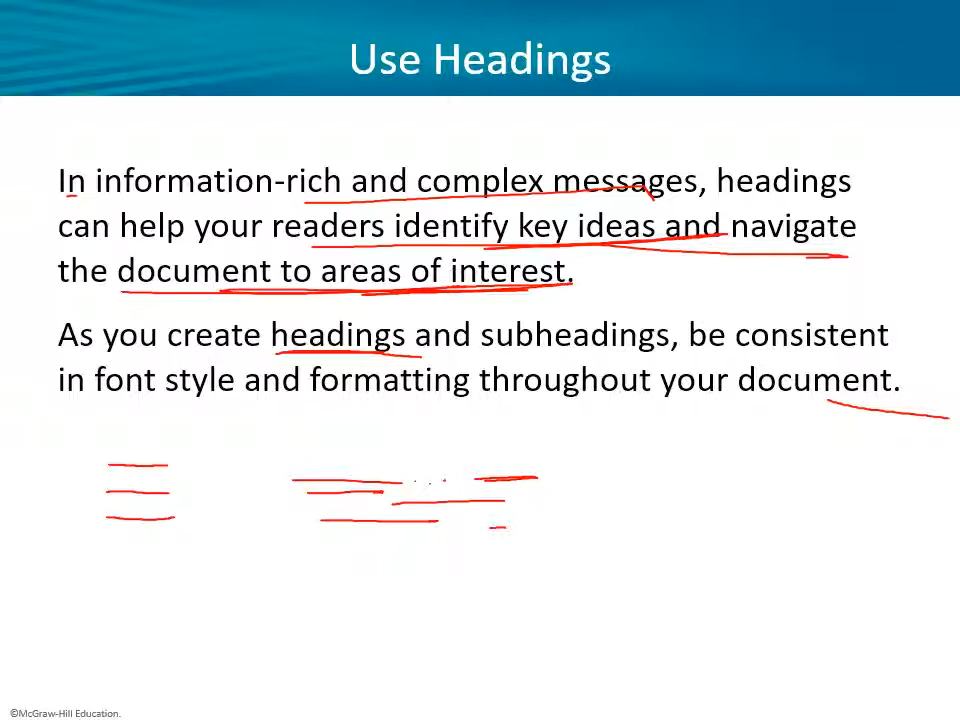 Use Headings
In information-rich and complex messages, headings
can help your readers identify key ideas and navigate
the document to areas of interest.
As you create headings and subheadings, be consistent
in font style and formatting throughout your document.
©McGraw-Hill Education.